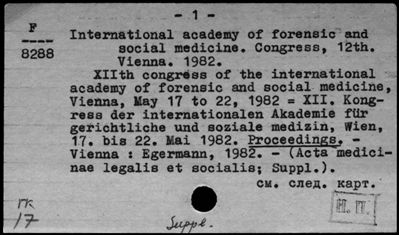 - 1 -
F
----
8288
International academy of forensic and
social medicine. Congress, 12th.
Vienna. 1982.
XIIth congress of the international
academy of forensic and social medicine,
Vienna, May 17 to 22, 1982 = XII. Kong-
ress der internationalen Akademie für
gerichtliche und soziale medizin, Wien,
17. bis 22. Mai 1982. Proceedings. -
Vienna : Egermann, 1982. - (Acta medici-
nae legalis et socialis; Suppl.).
см. след. карт.
гк
17
Suppl.
Н. П.